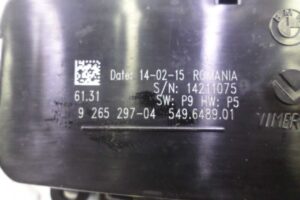 Date: 14-02-15 ROMANIA
S/N: 14211075
61.31 SW: P9 HW: P5
9 265 297-04 549.6489.01